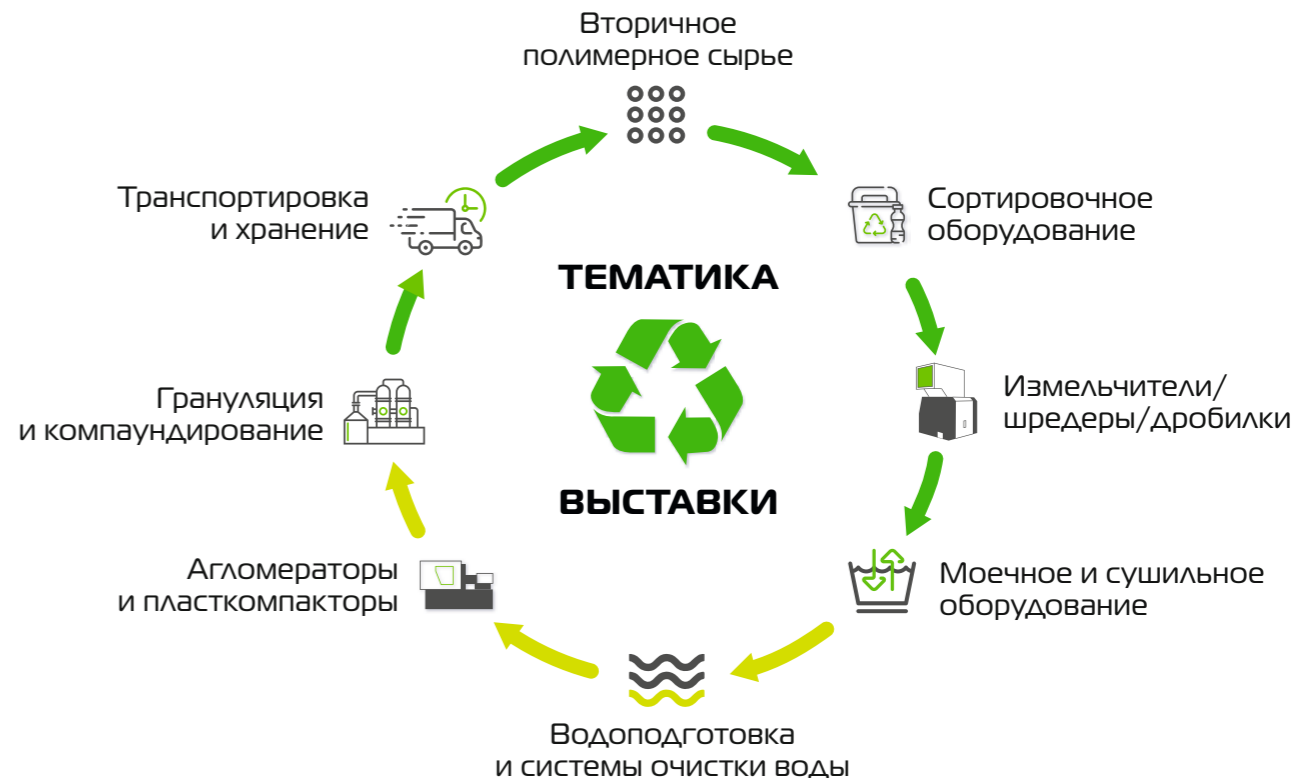 Вторичное
полимерное сырье
Сортировочное
оборудование
Измельчители/
шредеры/дробилки
Моечное и сушильное
оборудование
Водоподготовка
и системы очистки воды
Агломераторы
и пласткомпакторы
Грануляция
и компаундирование
Транспортировка
и хранение
ТЕМАТИКА
ВЫСТАВКИ